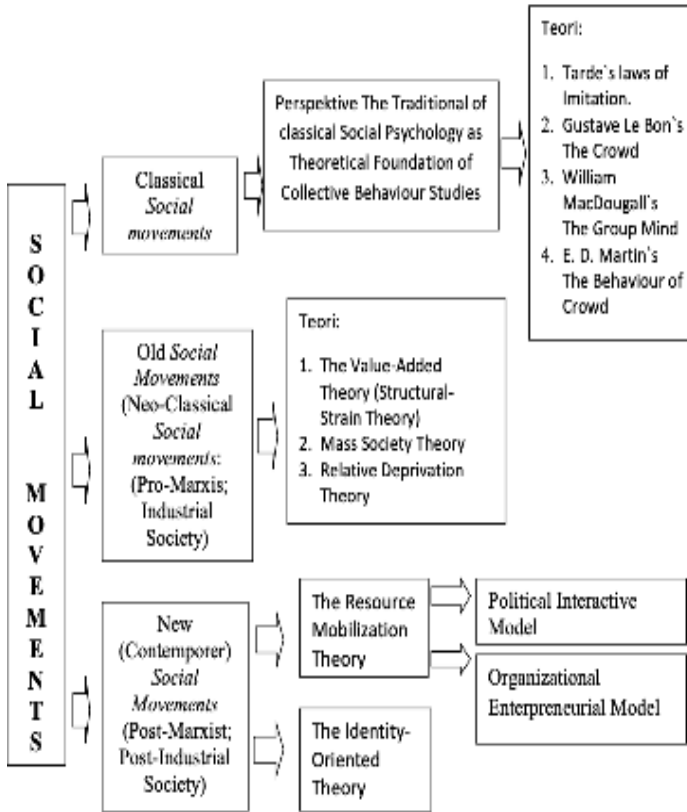 SOCIAL MOVEMENTS
Classical
Social
movements
Perspektive The Traditional of
classical Social Psychology as
Theoretical Foundation of
Collective Behaviour Studies
Teori:
1. Tarde`s laws of
Imitation.
2. Gustave Le Bon`s
The Crowd
3. William
MacDougall`s
The Group Mind
4. E. D. Martin`s
The Behaviour of
Crowd
Old Social
Movements
(Neo-Classical
Social
movements:
(Pro-Marxis;
Industrial
Society)
Teori:
1. The Value-Added
Theory (Structural-
Strain Theory)
2. Mass Society Theory
3. Relative Deprivation
Theory
New
(Contemporer)
Social
Movements
(Post-Marxist;
Post-Industrial
Society)
The Resource
Mobilization
Theory
Political Interactive
Model
Organizational
Enterpreneurial Model
The Identity-
Oriented
Theory